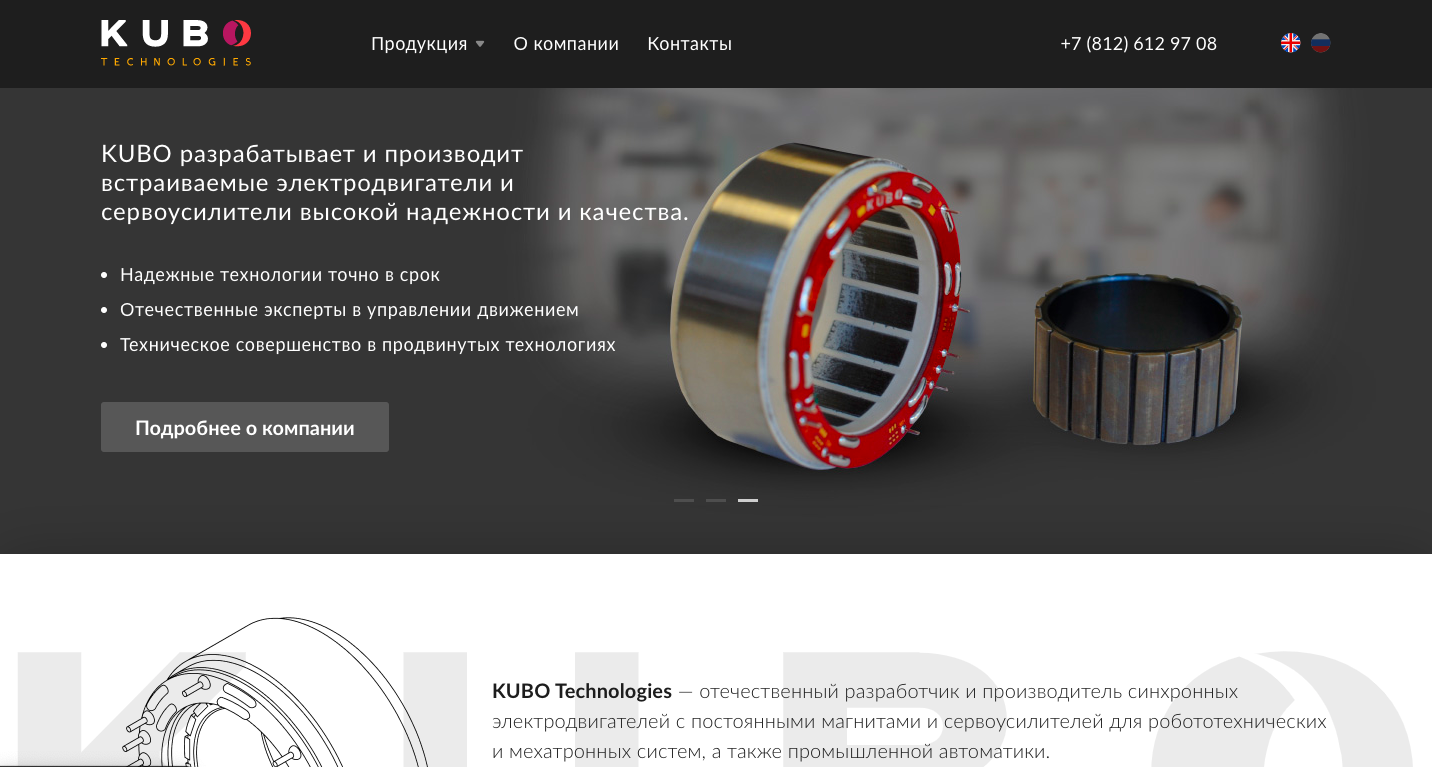 KUBO
TECHNOLOGIES
Продукция
О компании
Контакты
+7 (812) 612 97 08
KUBO разрабатывает и производит
встраиваемые электродвигатели и
сервоусилители высокой надежности и качества.
Надежные технологии точно в срок
Отечественные эксперты в управлении движением
Техническое совершенство в продвинутых технологиях
Подробнее о компании
KUBO
KUBO
KUBO Technologies — отечественный разработчик и производитель синхронных
электродвигателей с постоянными магнитами и сервоусилителей для робототехнических
и мехатронных систем, а также промышленной автоматики.